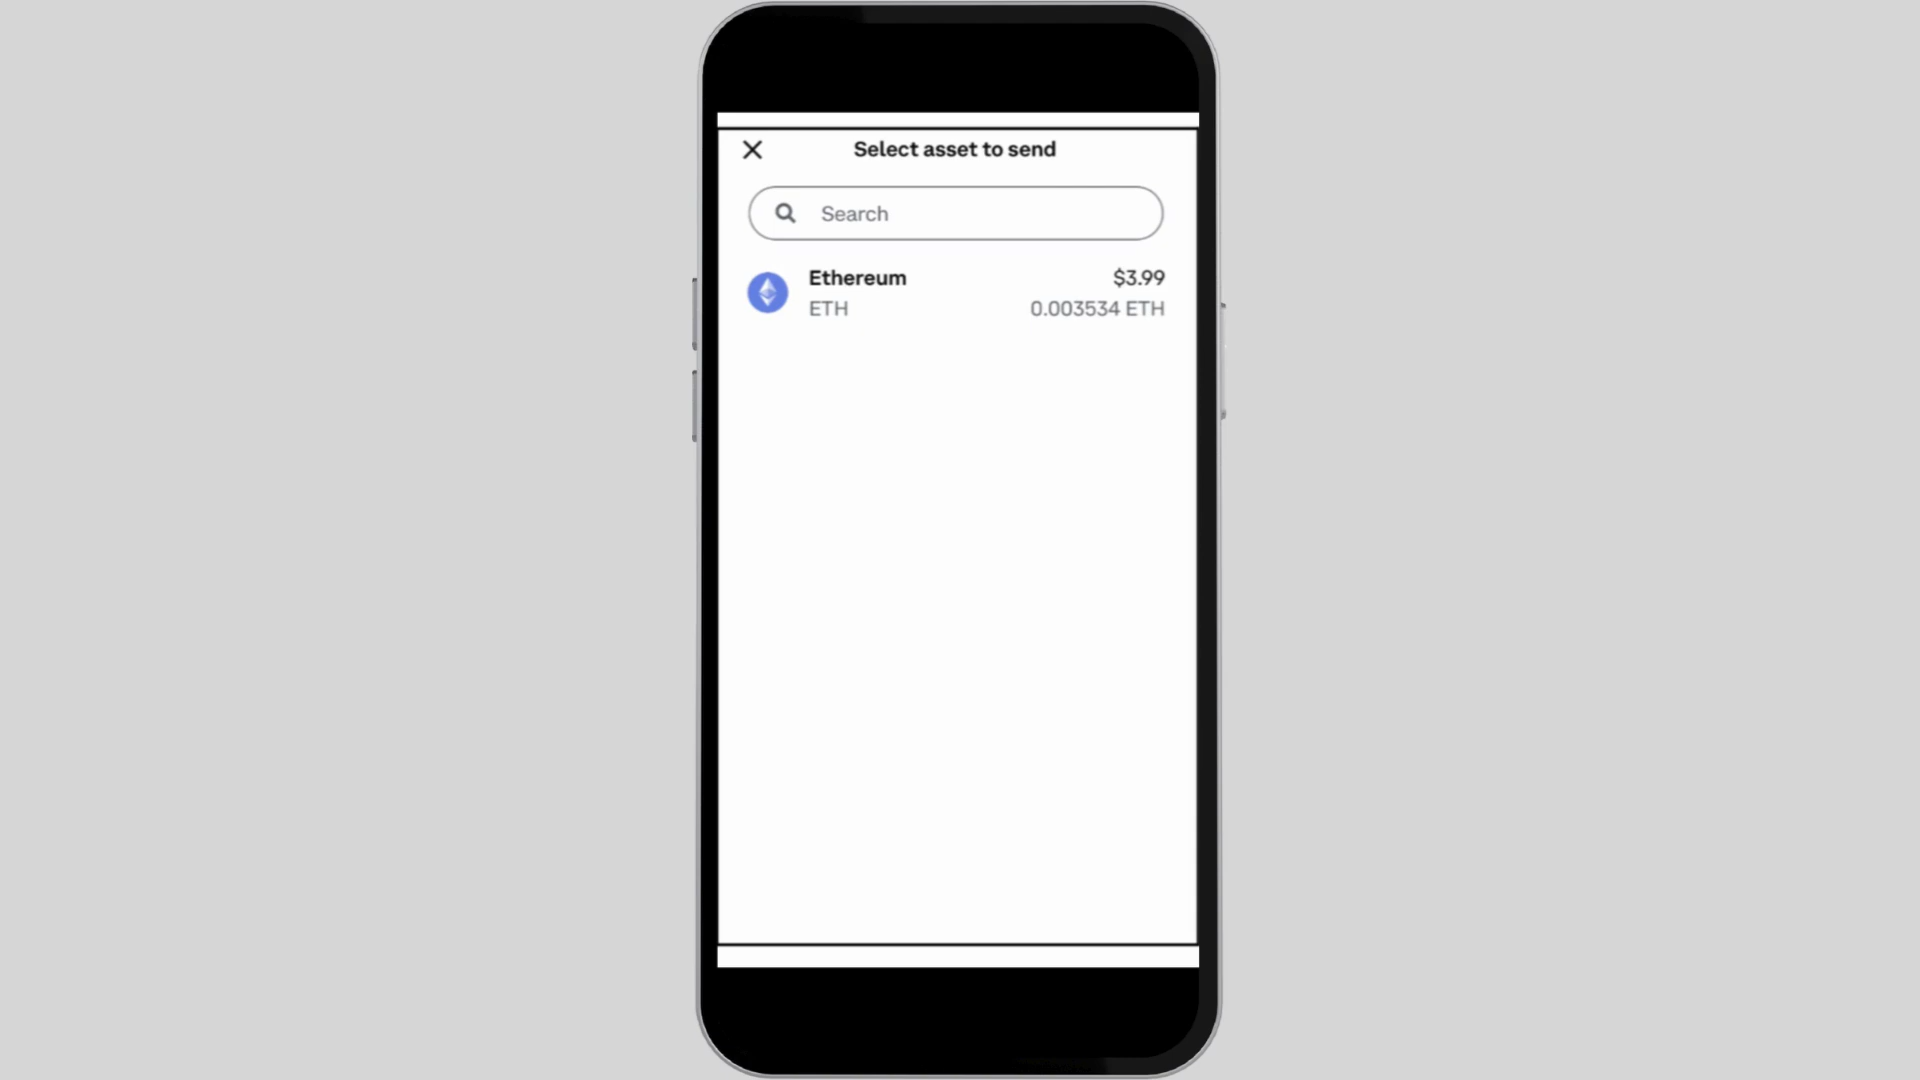 Select asset to send
Search
Ethereum $3.99
ETH 0.003534 ETH